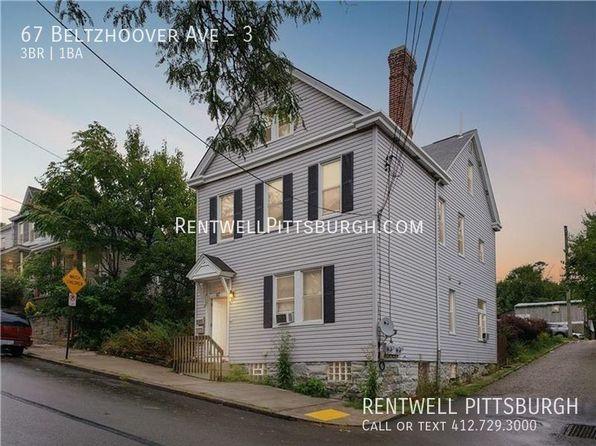 67 Beltzhoover Ave - 3
3BR | 1BA
RentwellPittsburgh.com
RENTWELL PITTSBURGH
Call or text 412.729.3000